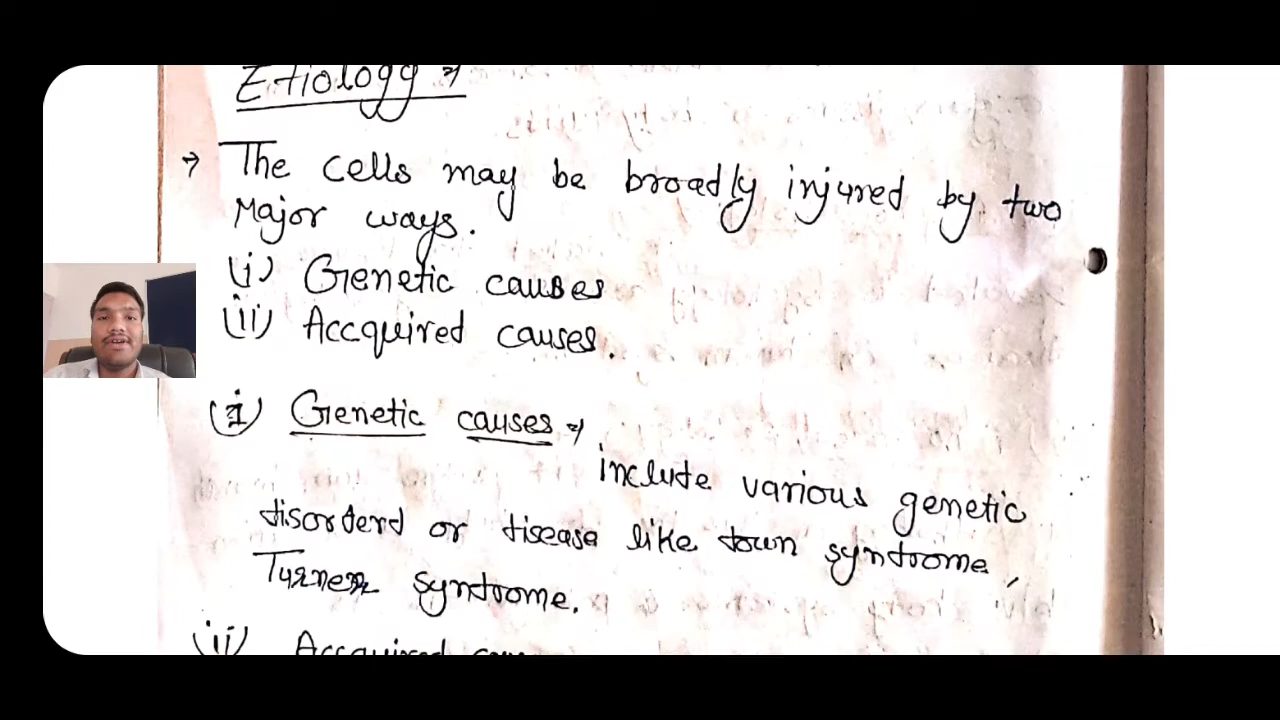 Etiology ⇒
→ The cells may be broadly injured by two
Major ways.
(i) Genetic causes
(ii) Accquired causes.
(i) Genetic causes ⇒
include various genetic
disorderd or disease like down syndrome,
Turner syndrome.
(ii) Accquired